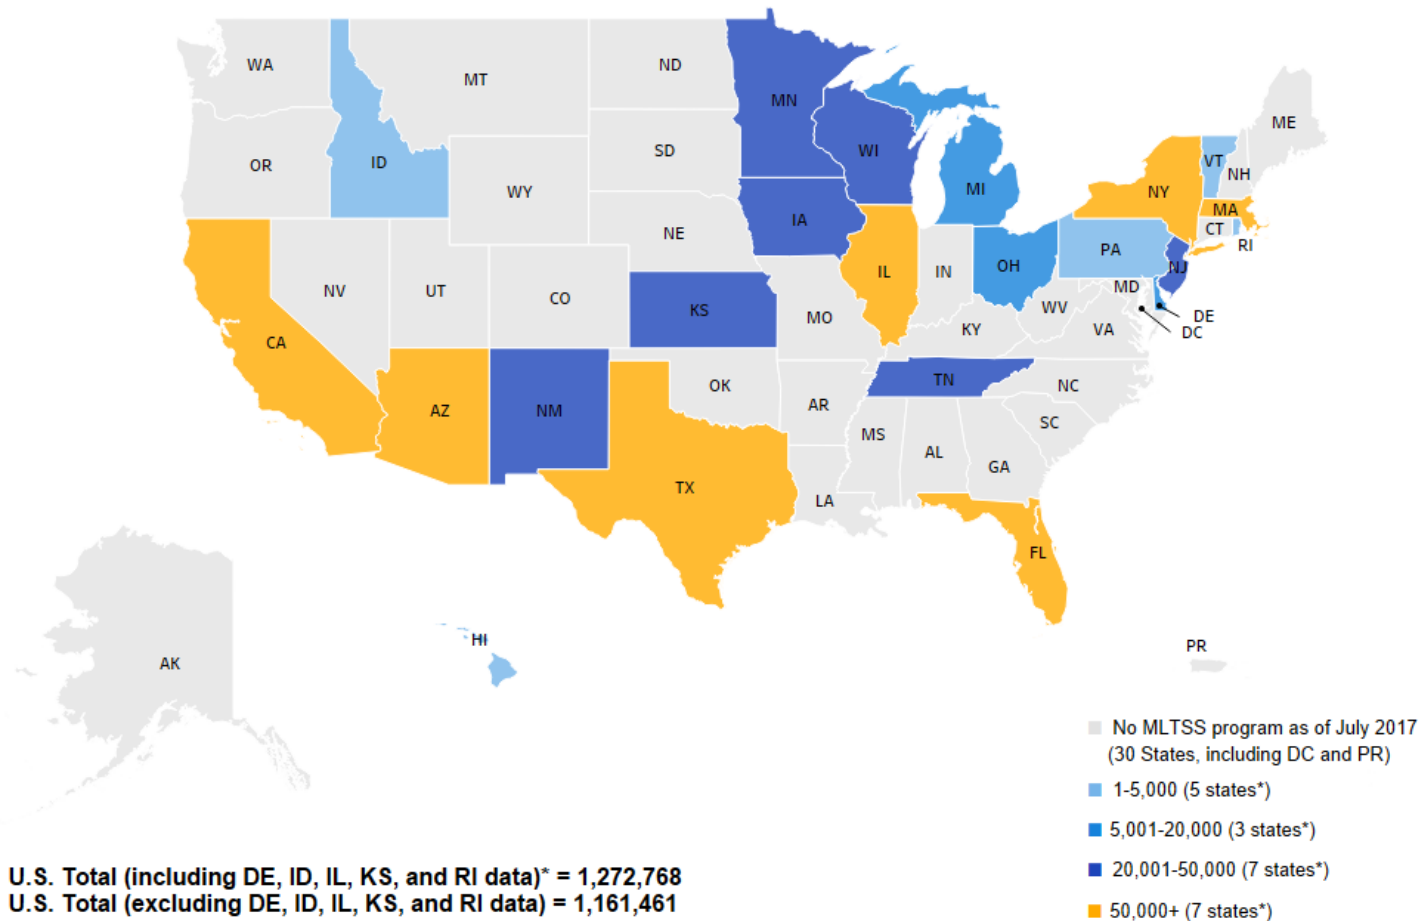 WA
MT
ND
MN
ME
OR
ID
SD
WI
VT
NH
WY
MI
NY
MA
IA
CT
RI
NE
PA
NV
UT
CO
IL
IN
OH
NJ
MD
KS
MO
WV
DE
DC
CA
KY
VA
AZ
NM
OK
TN
NC
AR
SC
MS
AL
GA
TX
LA
FL
AK
HI
PR
No MLTSS program as of July 2017
(30 States, including DC and PR)
1-5,000 (5 states*)
5,001-20,000 (3 states*)
20,001-50,000 (7 states*)
50,000+ (7 states*)
U.S. Total (including DE, ID, IL, KS, and RI data)* = 1,272,768
U.S. Total (excluding DE, ID, IL, KS, and RI data) = 1,161,461